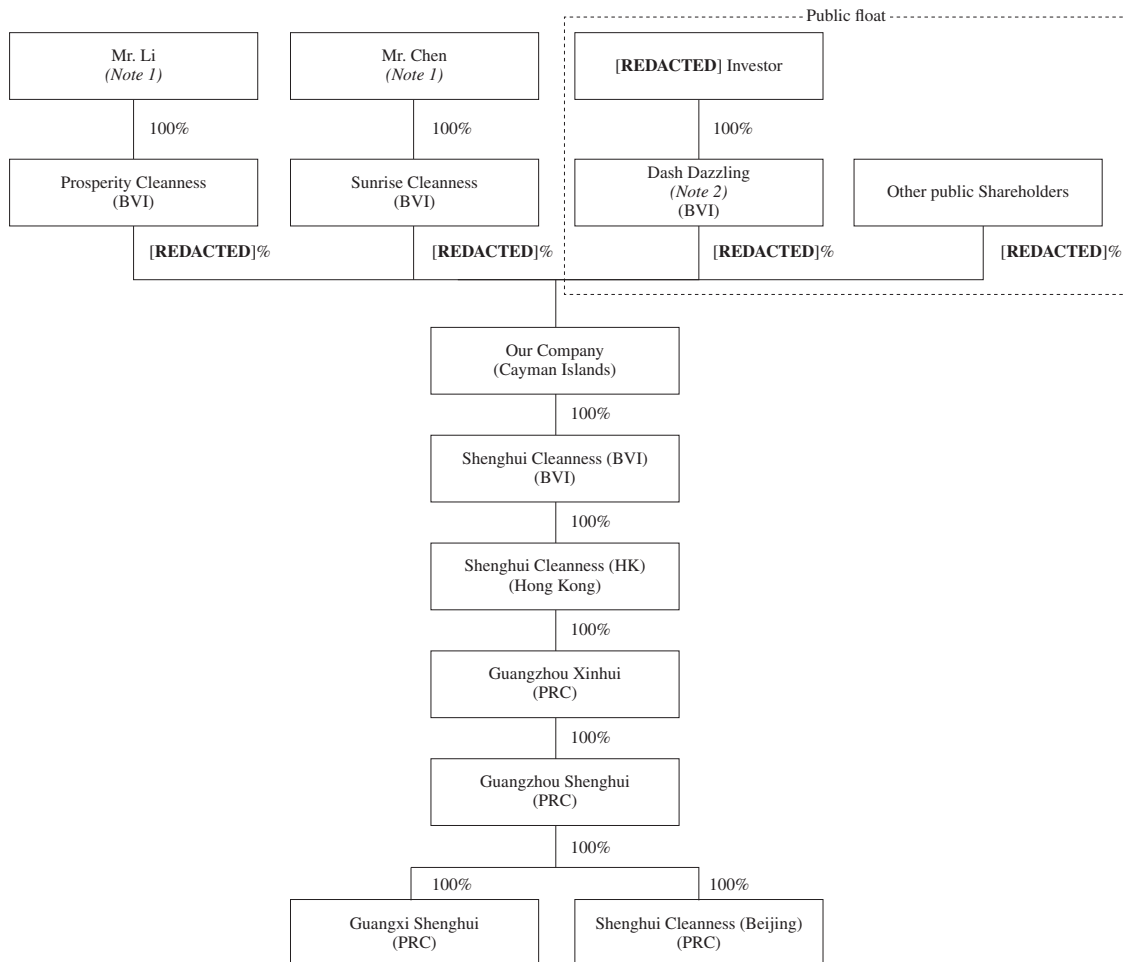 Public float
Mr. Li
(Note 1)
Mr. Chen
(Note 1)
[REDACTED] Investor
100%
100%
100%
Prosperity Cleanness
(BVI)
Sunrise Cleanness
(BVI)
Dash Dazzling
(Note 2)
(BVI)
Other public Shareholders
[REDACTED]%
[REDACTED]%
[REDACTED]%
[REDACTED]%
Our Company
(Cayman Islands)
100%
Shenghui Cleanness (BVI)
(BVI)
100%
Shenghui Cleanness (HK)
(Hong Kong)
100%
Guangzhou Xinhui
(PRC)
100%
Guangzhou Shenghui
(PRC)
100%
100%
100%
Guangxi Shenghui
(PRC)
Shenghui Cleanness (Beijing)
(PRC)